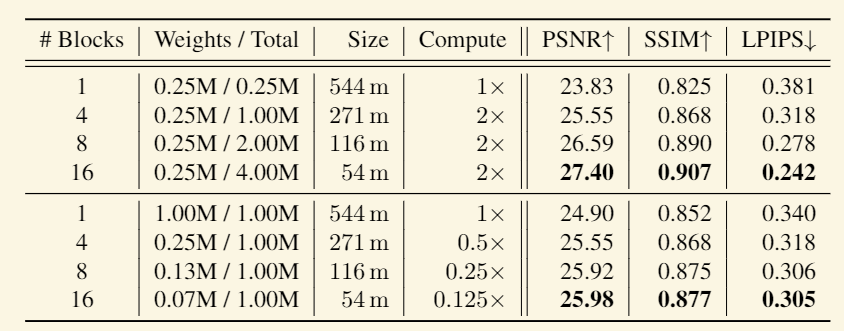 # Blocks Weights / Total Size Compute PSNR↑ SSIM↑ LPIPS↓
1 0.25M / 0.25M 544 m 1× 23.83 0.825 0.381
4 0.25M / 1.00M 271 m 2× 25.55 0.868 0.318
8 0.25M / 2.00M 116 m 2× 26.59 0.890 0.278
16 0.25M / 4.00M 54 m 2× 27.40 0.907 0.242
1 1.00M / 1.00M 544 m 1× 24.90 0.852 0.340
4 0.25M / 1.00M 271 m 0.5× 25.55 0.868 0.318
8 0.13M / 1.00M 116 m 0.25× 25.92 0.875 0.306
16 0.07M / 1.00M 54 m 0.125× 25.98 0.877 0.305